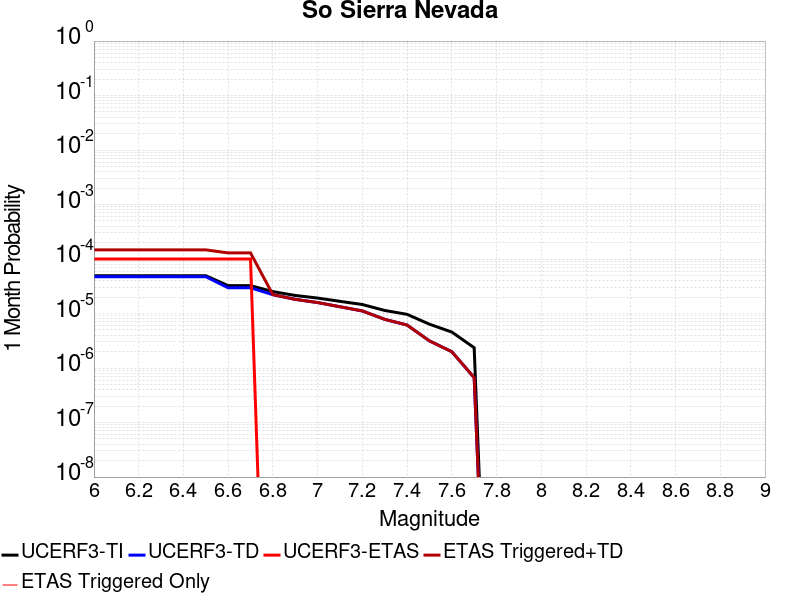 So Sierra Nevada
10^0
10^-1
10^-2
10^-3
10^-4
10^-5
10^-6
10^-7
10^-8
1 Month Probability
6 6.2 6.4 6.6 6.8 7 7.2 7.4 7.6 7.8 8 8.2 8.4 8.6 8.8 9
Magnitude
UCERF3-TI UCERF3-TD UCERF3-ETAS ETAS Triggered+TD
ETAS Triggered Only